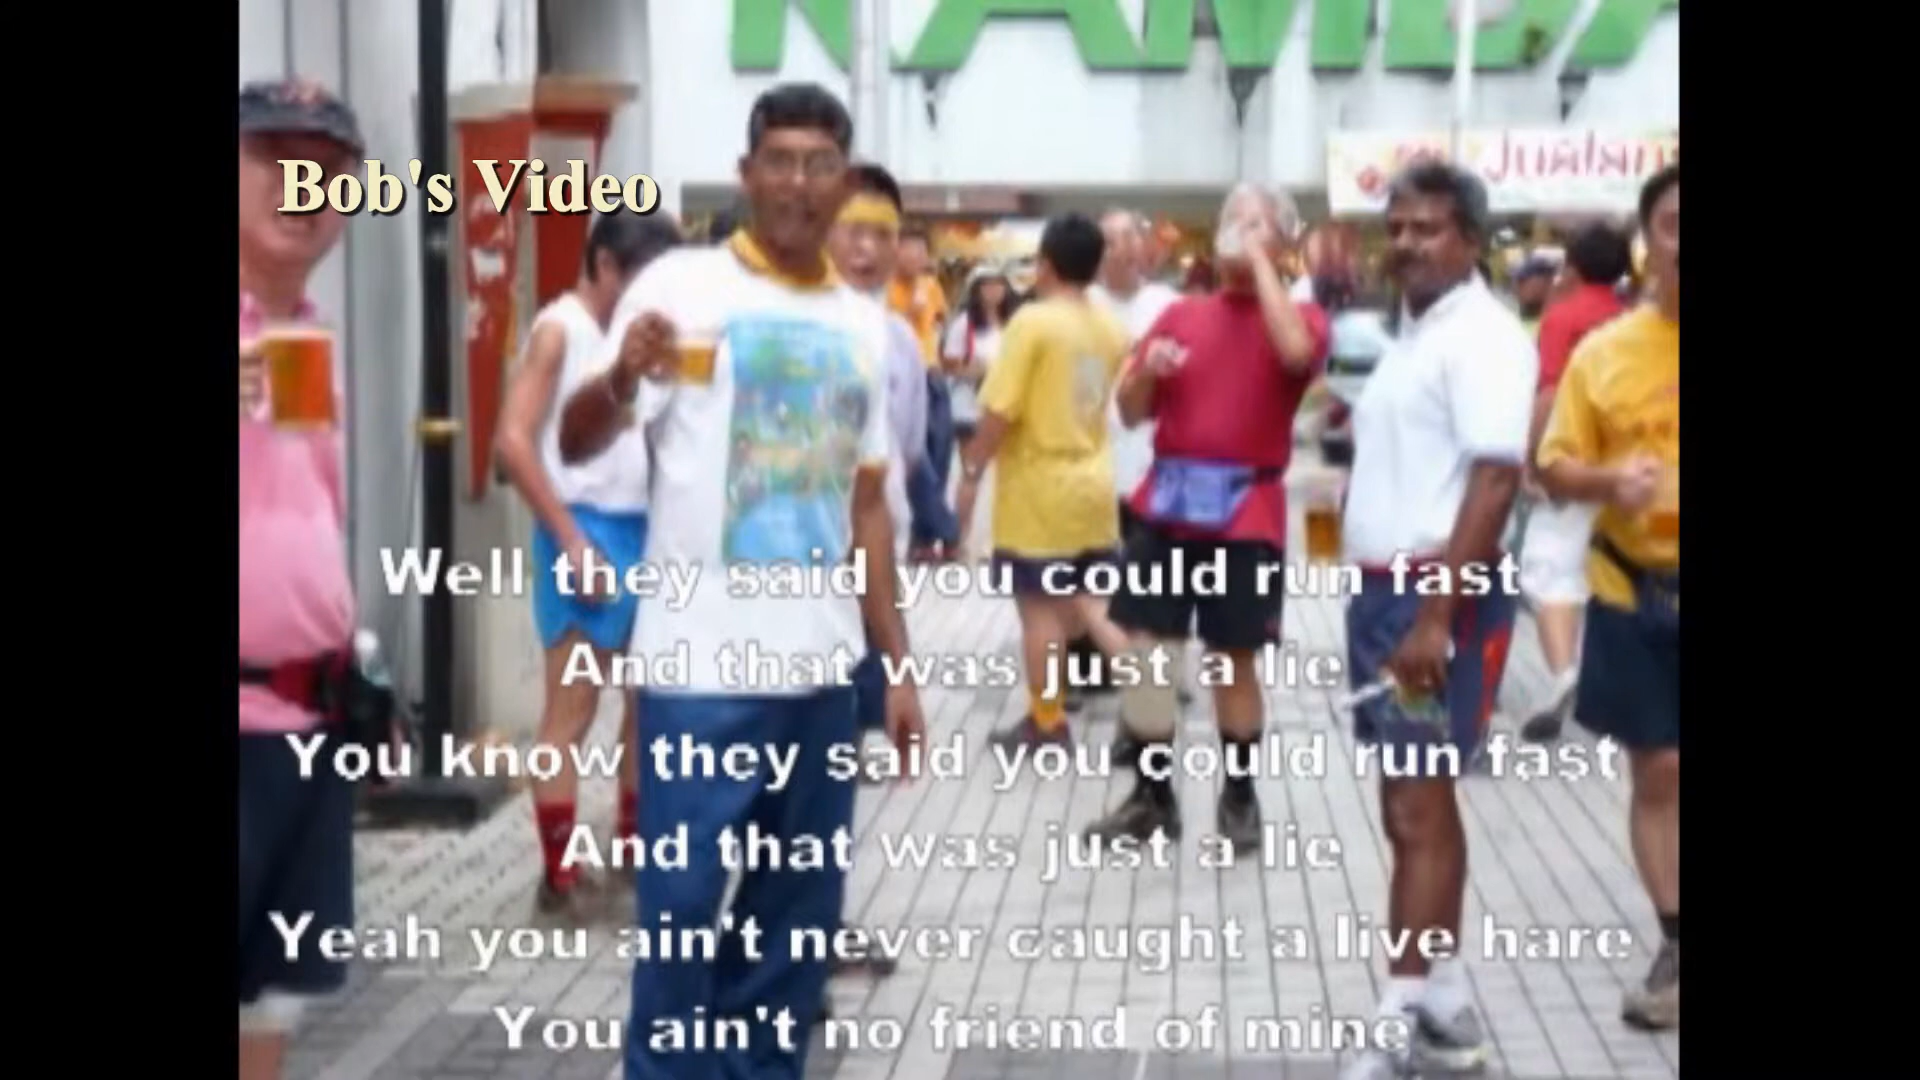 Bob's Video
Jualan
Well they said you could run fast
And that was just a lie
You know they said you could run fast
And that was just a lie
Yeah you ain't never caught a live hare
You ain't no friend of mine